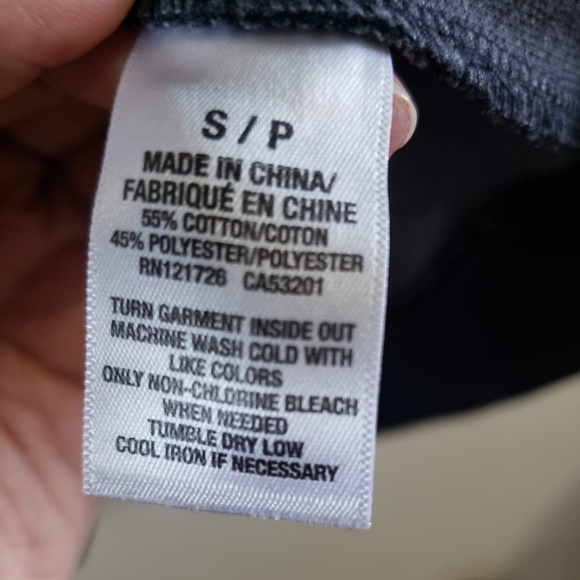 S / P
MADE IN CHINA/
FABRIQUÉ EN CHINE
55% COTTON/COTON
45% POLYESTER/POLYESTER
RN121726 CA53201
TURN GARMENT INSIDE OUT
MACHINE WASH COLD WITH
LIKE COLORS
ONLY NON-CHLORINE BLEACH
WHEN NEEDED
TUMBLE DRY LOW
COOL IRON IF NECESSARY